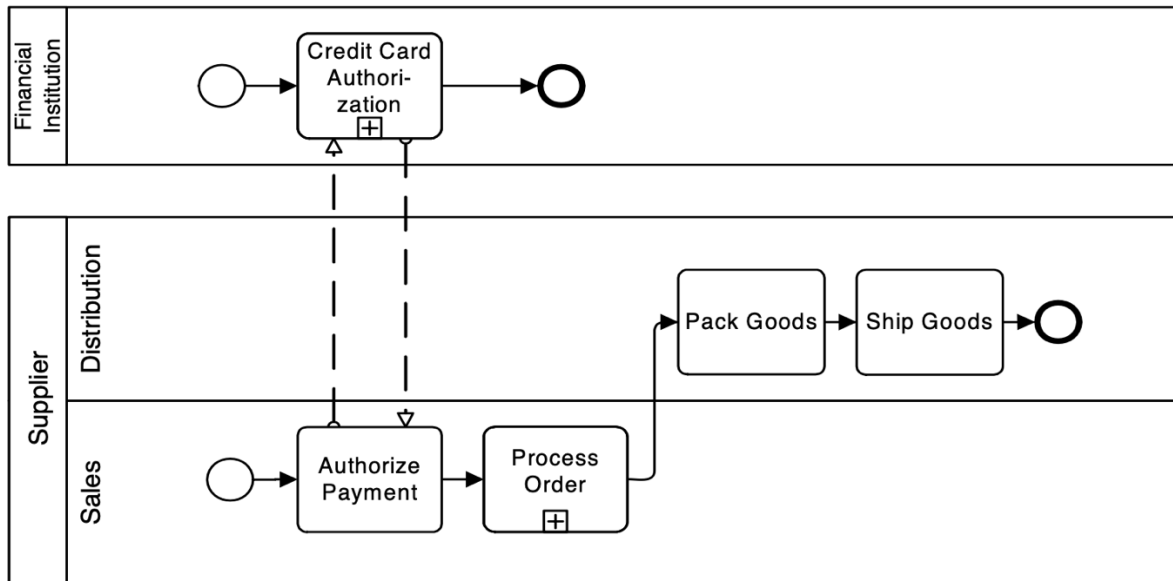 Financial
Institution
Credit Card
Authori-
zation
Supplier
Distribution
Pack Goods
Ship Goods
Sales
Authorize
Payment
Process
Order